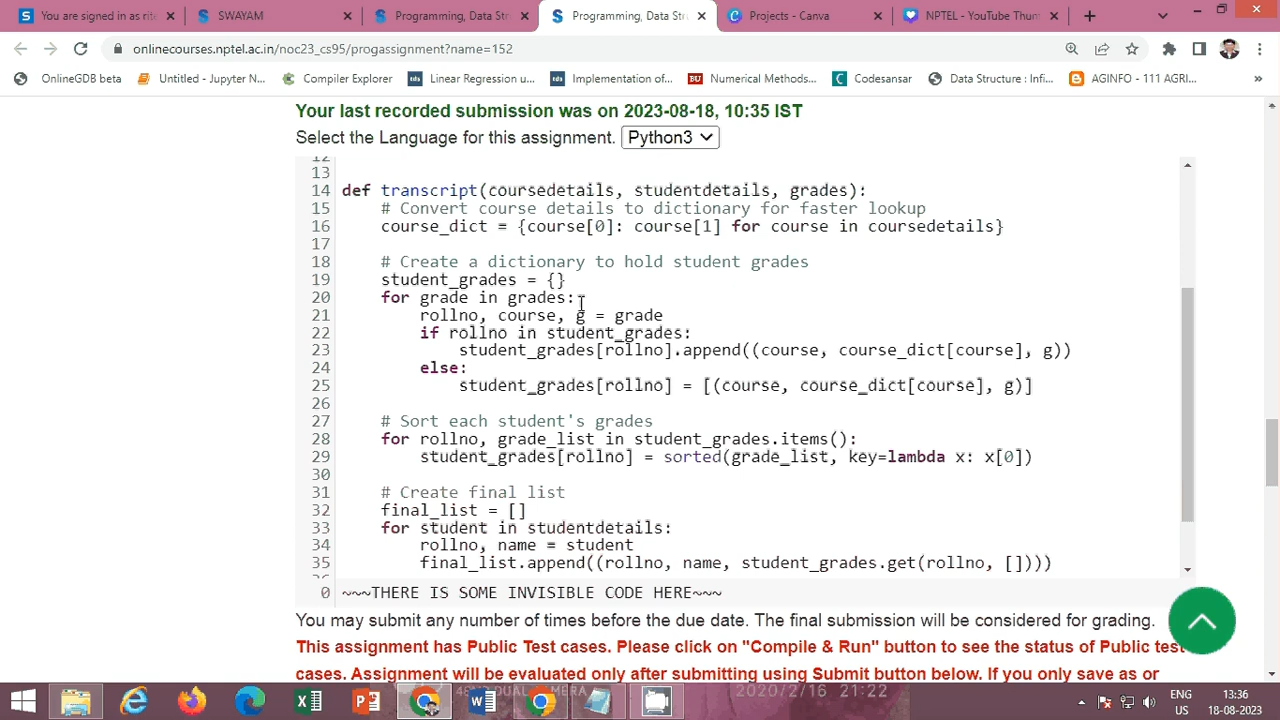 You are signed in as rite
SWAYAM
Programming, Data Str
Programming, Data Stru
Projects - Canva
NPTEL - YouTube Thum
onlinecourses.nptel.ac.in/noc23_cs95/progassignment?name=152
OnlineGDB beta
Untitled - Jupyter N...
Compiler Explorer
Linear Regression u...
Implementation of...
Numerical Methods...
Codesansar
Data Structure : Infi...
AGINFO - 111 AGRI...
Your last recorded submission was on 2023-08-18, 10:35 IST
Select the Language for this assignment. Python3
12
13
14 def transcript(coursedetails, studentdetails, grades):
15 # Convert course details to dictionary for faster lookup
16 course_dict = {course[0]: course[1] for course in coursedetails}
17
18 # Create a dictionary to hold student grades
19 student_grades = {}
20 for grade in grades:
21 rollno, course, g = grade
22 if rollno in student_grades:
23 student_grades[rollno].append((course, course_dict[course], g))
24 else:
25 student_grades[rollno] = [(course, course_dict[course], g)]
26
27 # Sort each student's grades
28 for rollno, grade_list in student_grades.items():
29 student_grades[rollno] = sorted(grade_list, key=lambda x: x[0])
30
31 # Create final list
32 final_list = []
33 for student in studentdetails:
34 rollno, name = student
35 final_list.append((rollno, name, student_grades.get(rollno, [])))
0 ~~~THERE IS SOME INVISIBLE CODE HERE~~~
You may submit any number of times before the due date. The final submission will be considered for grading.
This assignment has Public Test cases. Please click on "Compile & Run" button to see the status of Public test
cases. Assignment will be evaluated only after submitting using Submit button below. If you only save as or
DUAL CAMERA
2020/2/16 21:22
ENG
US
13:36
18-08-2023